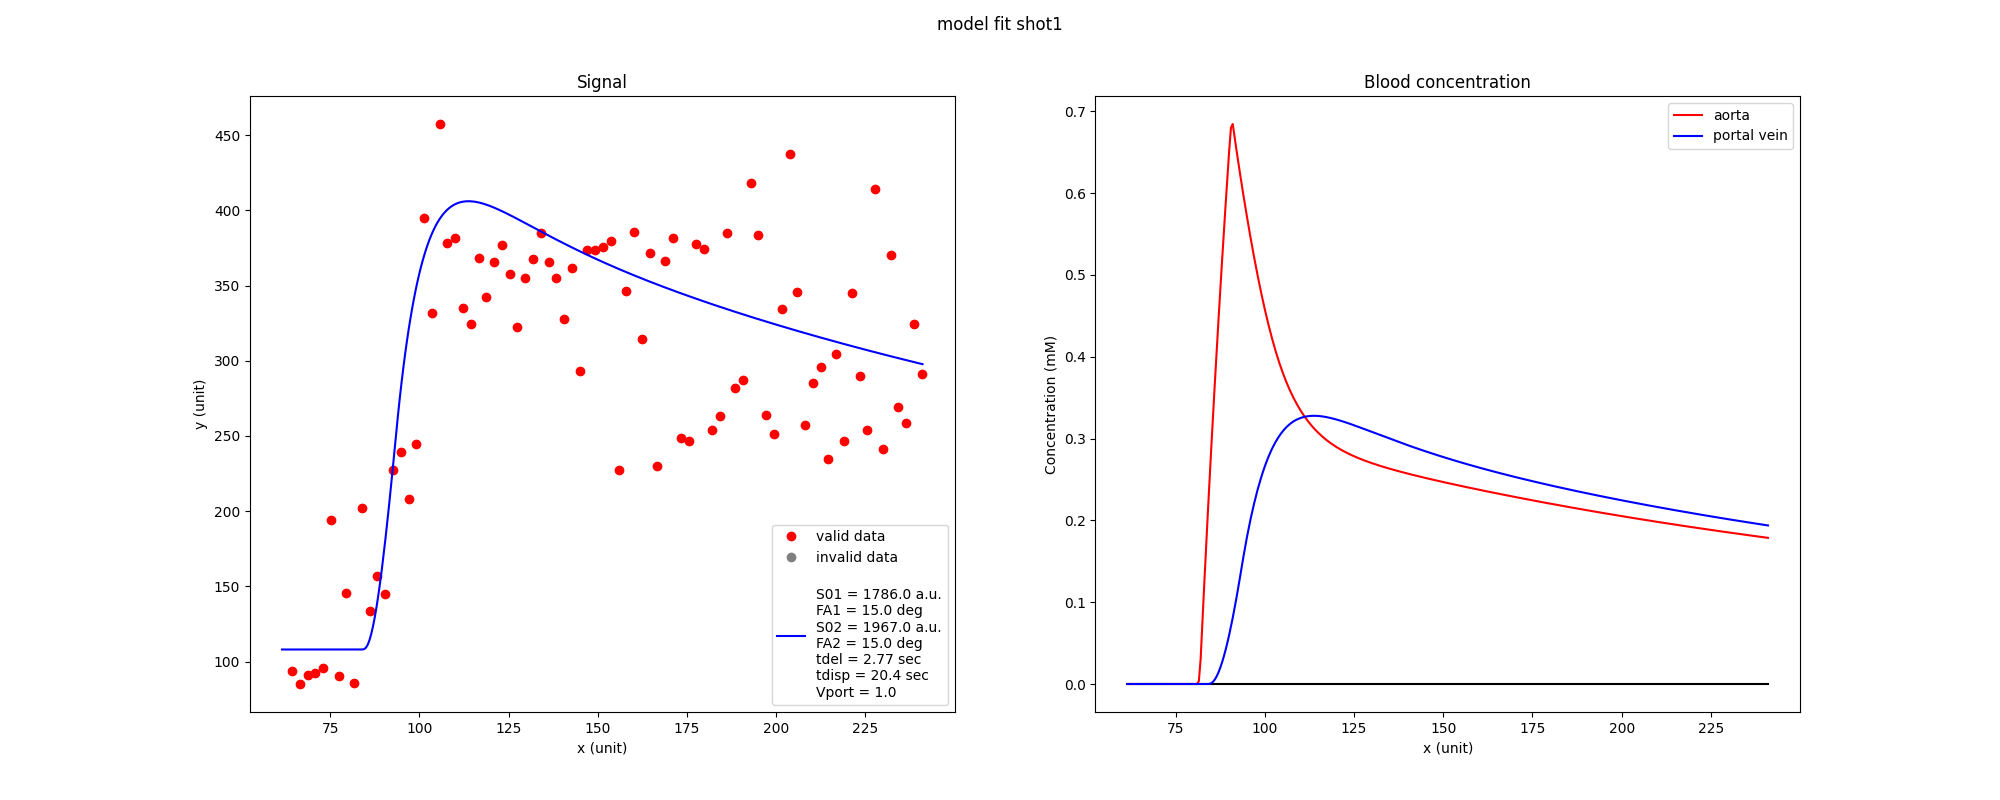 model fit shot1
Signal
y (unit)
450
400
350
300
250
200
150
100
75
100
125
150
175
200
225
x (unit)
valid data
invalid data
S01 = 1786.0 a.u.
FA1 = 15.0 deg
S02 = 1967.0 a.u.
FA2 = 15.0 deg
tdel = 2.77 sec
tdisp = 20.4 sec
Vport = 1.0
Blood concentration
Concentration (mM)
0.7
0.6
0.5
0.4
0.3
0.2
0.1
0.0
75
100
125
150
175
200
225
x (unit)
aorta
portal vein